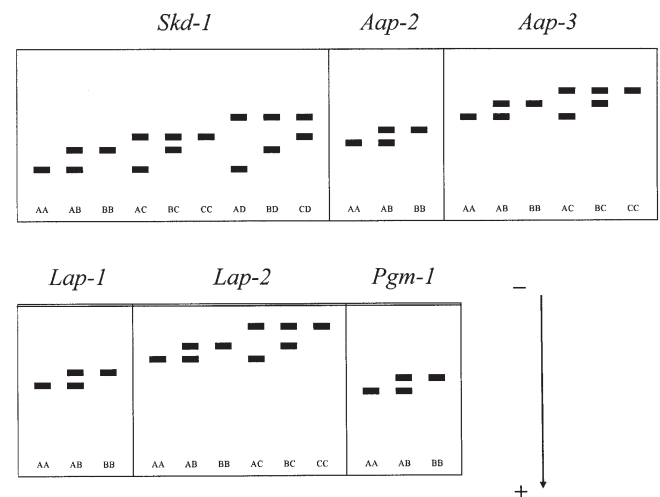 Skd-1 Aap-2 Aap-3
AA AB BB AC BC CC AD BD CD AA AB BB AA AB BB AC BC CC
Lap-1 Lap-2 Pgm-1
−
AA AB BB AA AB BB AC BC CC AA AB BB
+